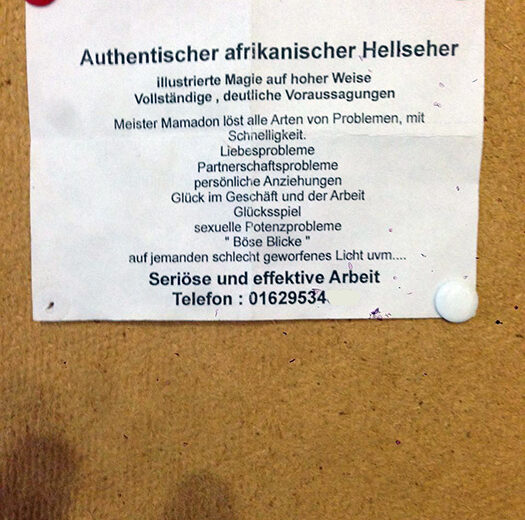 Authentischer afrikanischer Hellseher
illustrierte Magie auf hoher Weise
Vollständige , deutliche Voraussagungen
Meister Mamadon löst alle Arten von Problemen, mit
Schnelligkeit.
Liebesprobleme
Partnerschaftsprobleme
persönliche Anziehungen
Glück im Geschäft und der Arbeit
Glücksspiel
sexuelle Potenzprobleme
" Böse Blicke "
auf jemanden schlecht geworfenes Licht uvm....
Seriöse und effektive Arbeit
Telefon : 01629534